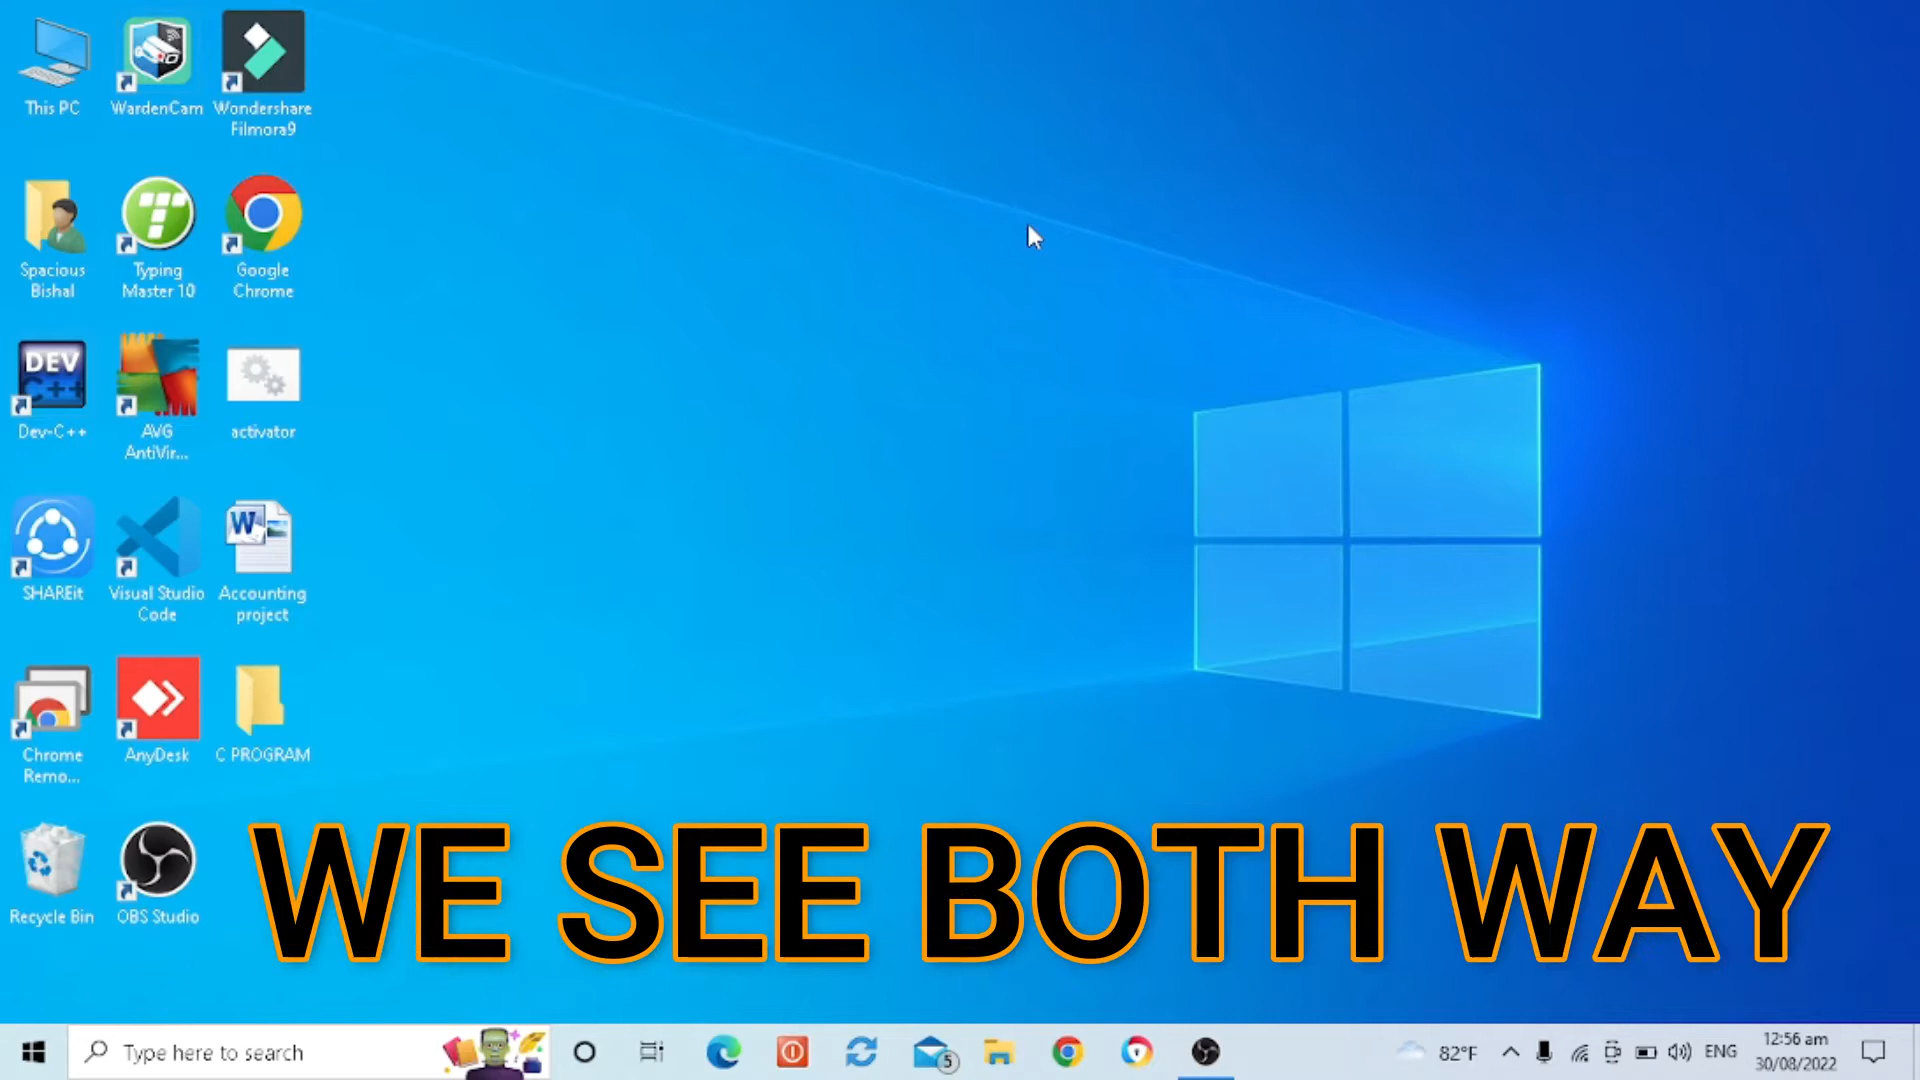 This PC
WardenCam
Wondershare
Filmora9
Spacious
Bishal
Typing
Master 10
Google
Chrome
DEV
C++
Dev-C++
AVG
AntiVir...
activator
SHAREit
Visual Studio
Code
W
Accounting
project
Chrome
Remo...
AnyDesk
C PROGRAM
Recycle Bin
OBS Studio
WE SEE BOTH WAY
Type here to search
5
82°F
ENG
12:56 am
30/08/2022